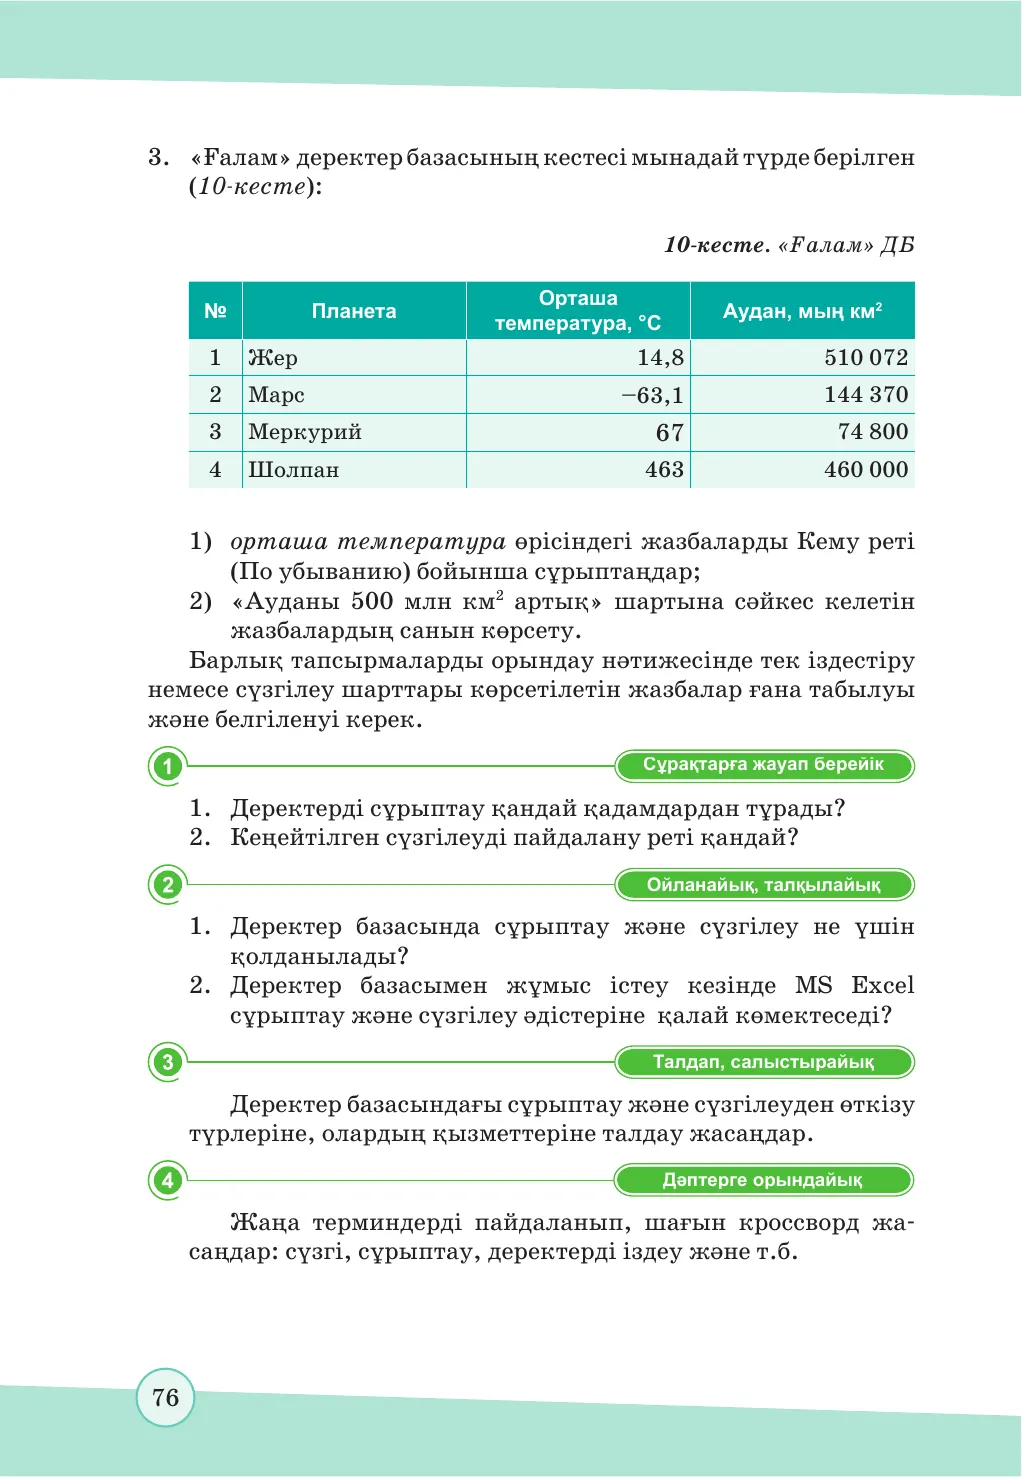 3. «Ғалам» деректер базасының кестесі мынадай түрде берілген
(10-кесте):
10-кесте. «Ғалам» ДБ
№ Планета Орташа температура, °C Аудан, мың км²
1 Жер 14,8 510 072
2 Марс –63,1 144 370
3 Меркурий 67 74 800
4 Шолпан 463 460 000
1) орташа температура өрісіндегі жазбаларды Кему реті
(По убыванию) бойынша сұрыптаңдар;
2) «Ауданы 500 млн км² артық» шартына сәйкес келетін
жазбалардың санын көрсету.
Барлық тапсырмаларды орындау нәтижесінде тек іздестіру
немесе сүзгілеу шарттары көрсетілетін жазбалар ғана табылуы
және белгіленуі керек.
1 Сұрақтарға жауап берейік
1. Деректерді сұрыптау қандай қадамдардан тұрады?
2. Кеңейтілген сүзгілеуді пайдалану реті қандай?
2 Ойланайық, талқылайық
1. Деректер базасында сұрыптау және сүзгілеу не үшін
қолданылады?
2. Деректер базасымен жұмыс істеу кезінде MS Excel
сұрыптау және сүзгілеу әдістеріне қалай көмектеседі?
3 Талдап, салыстырайық
Деректер базасындағы сұрыптау және сүзгілеуден өткізу
түрлеріне, олардың қызметтеріне талдау жасаңдар.
4 Дәптерге орындайық
Жаңа терминдерді пайдаланып, шағын кроссворд жа-
саңдар: сүзгі, сұрыптау, деректерді іздеу және т.б.
76